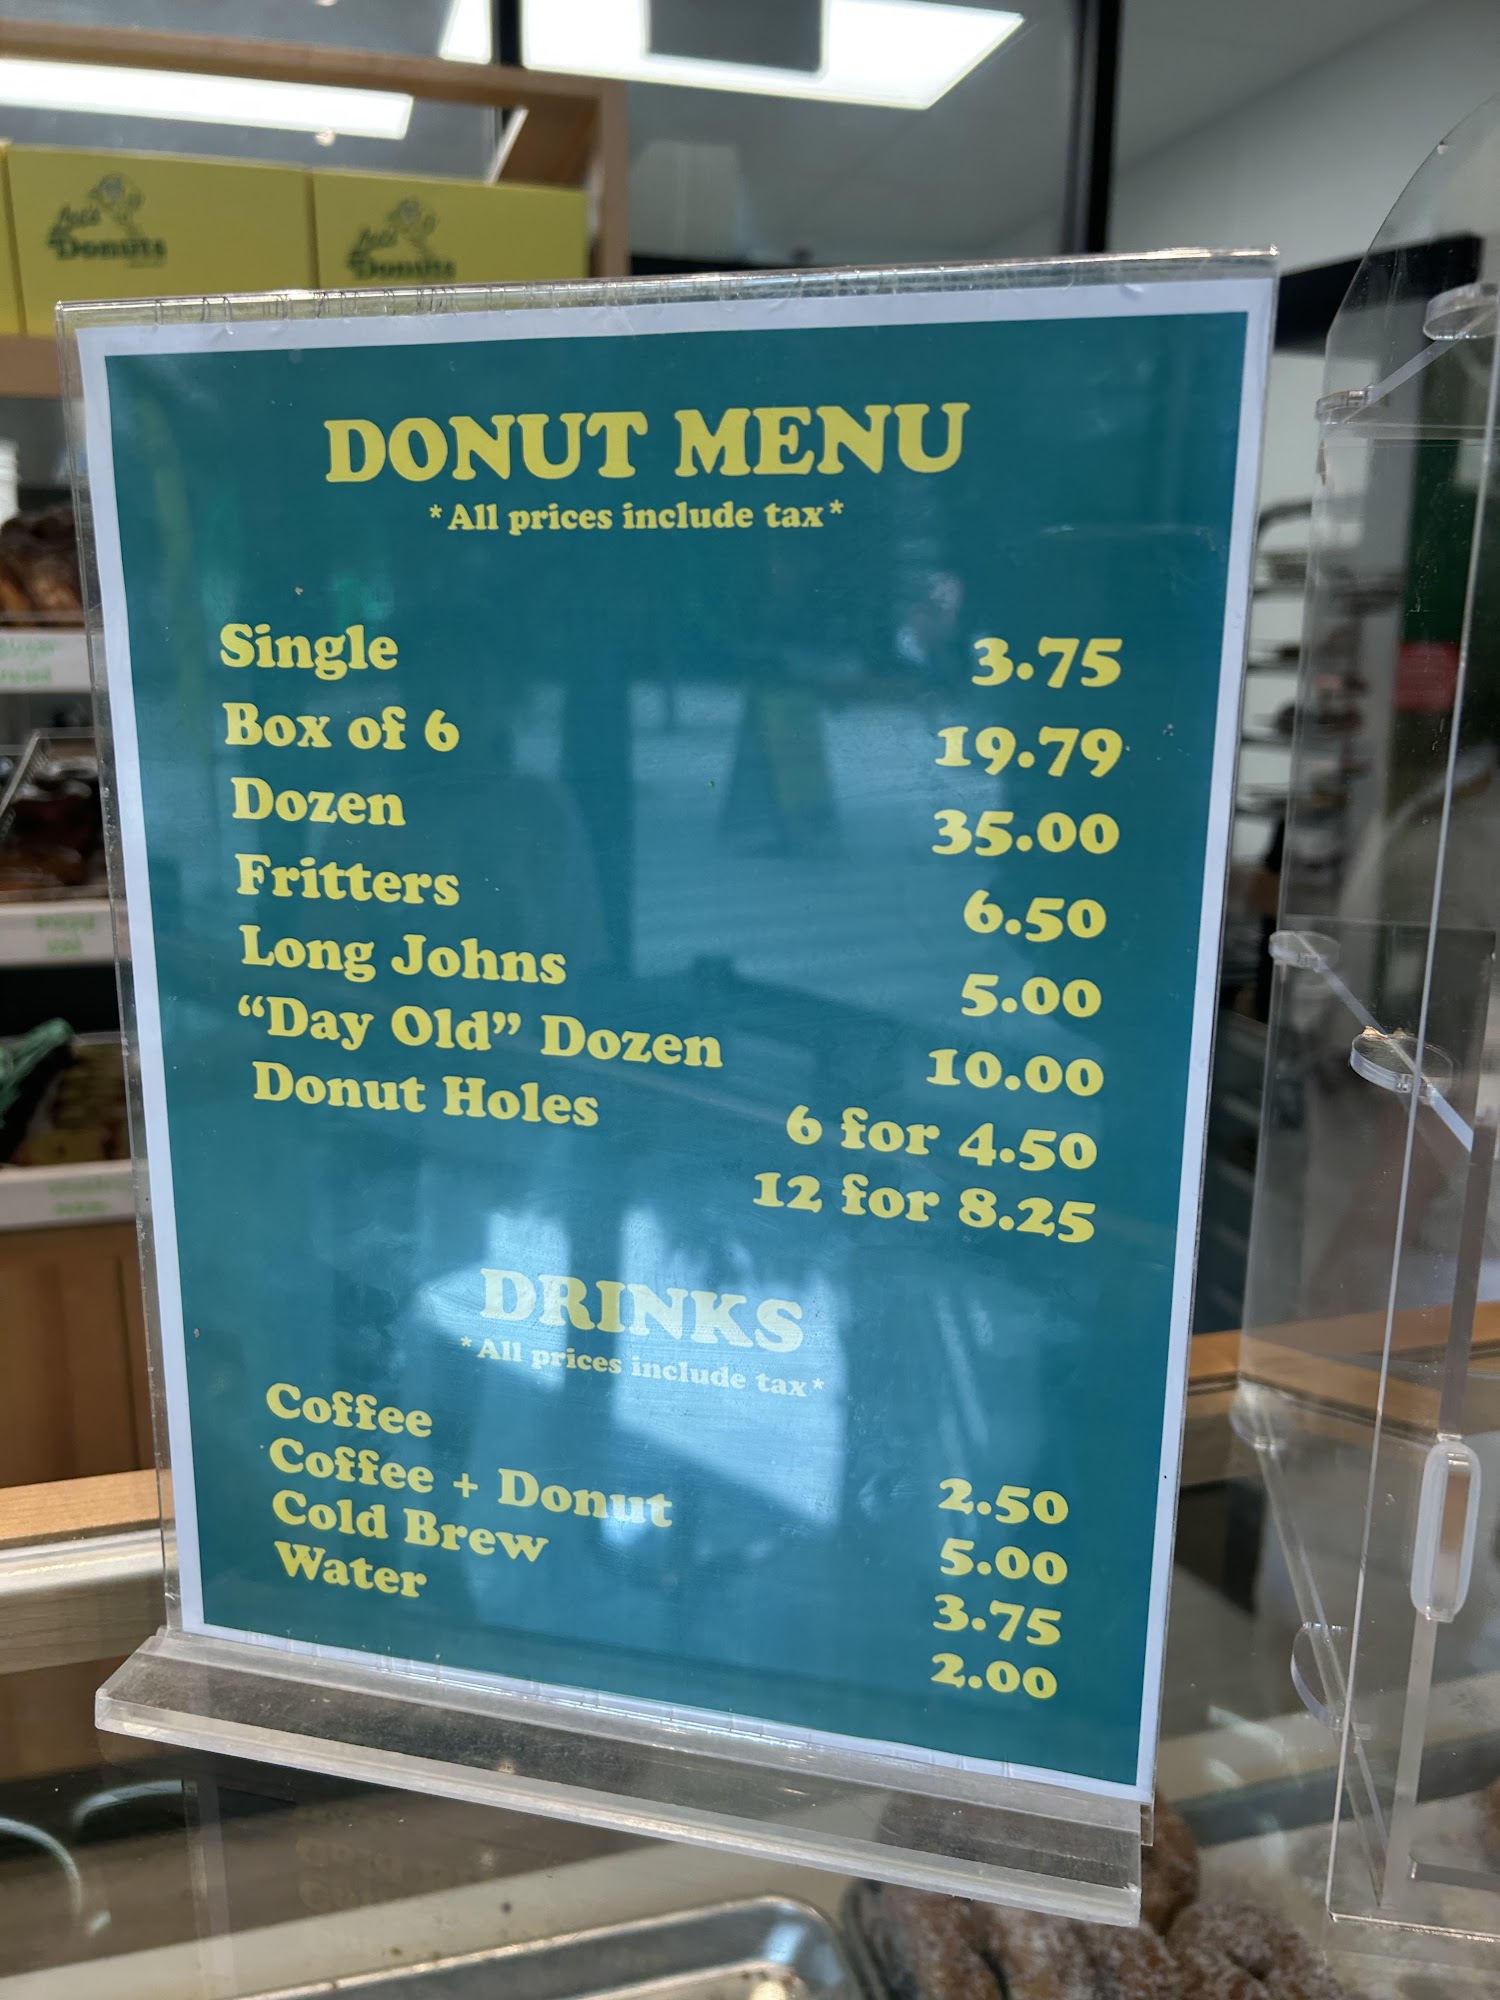 Donuts
Donuts
DONUT MENU
*All prices include tax*
Single 3.75
Box of 6 19.79
Dozen 35.00
Fritters 6.50
Long Johns 5.00
“Day Old” Dozen 10.00
Donut Holes 6 for 4.50
12 for 8.25
DRINKS
*All prices include tax*
Coffee 2.50
Coffee + Donut 5.00
Cold Brew 3.75
Water 2.00